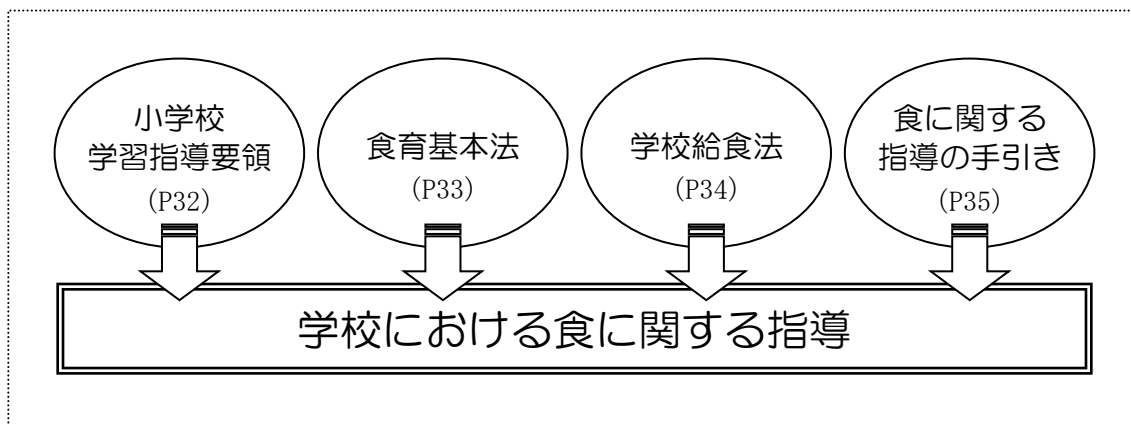 小学校
学習指導要領
(P32)
食育基本法
(P33)
学校給食法
(P34)
食に関する
指導の手引き
(P35)
学校における食に関する指導